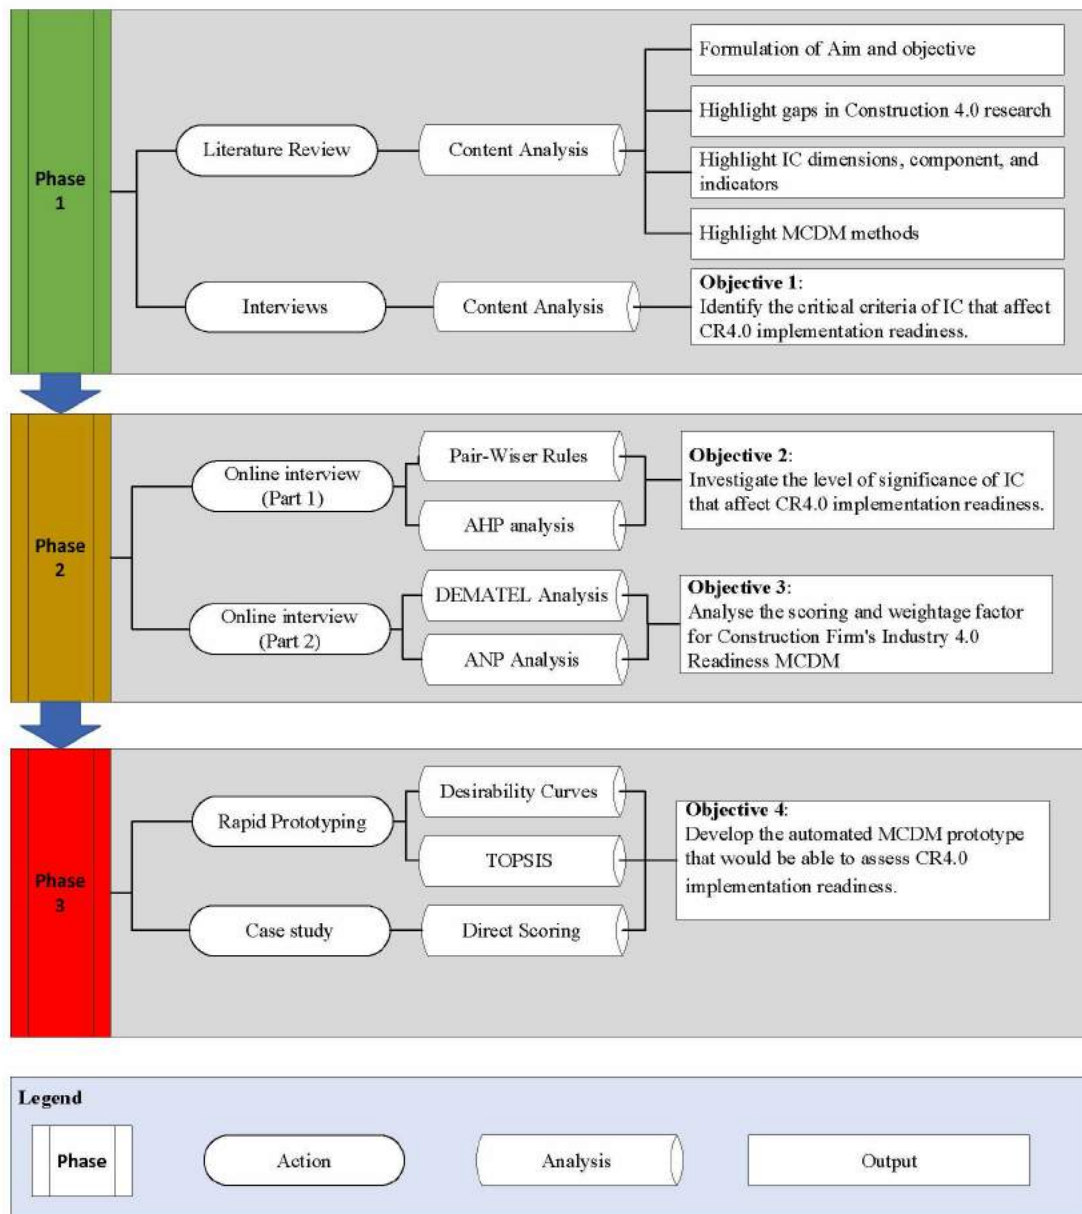 Phase
1
Literature Review
Content Analysis
Formulation of Aim and objective
Highlight gaps in Construction 4.0 research
Highlight IC dimensions, component, and
indicators
Highlight MCDM methods
Interviews
Content Analysis
Objective 1:
Identify the critical criteria of IC that affect
CR4.0 implementation readiness.
Phase
2
Online interview
(Part 1)
Pair-Wiser Rules
AHP analysis
Objective 2:
Investigate the level of significance of IC
that affect CR4.0 implementation readiness.
Online interview
(Part 2)
DEMATEL Analysis
ANP Analysis
Objective 3:
Analyse the scoring and weightage factor
for Construction Firm's Industry 4.0
Readiness MCDM
Phase
3
Rapid Prototyping
Desirability Curves
TOPSIS
Case study
Direct Scoring
Objective 4:
Develop the automated MCDM prototype
that would be able to assess CR4.0
implementation readiness.
Legend
Phase
Action
Analysis
Output